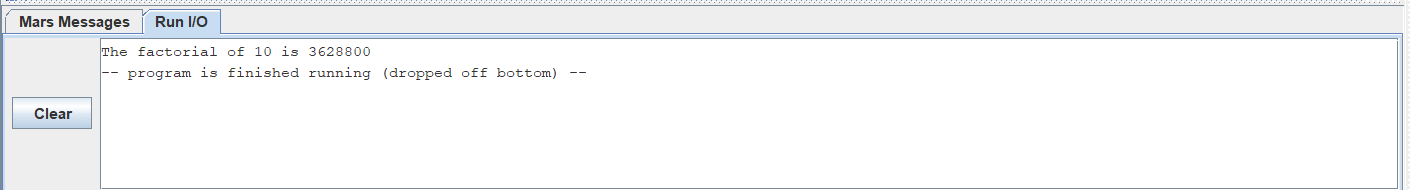 Mars Messages Run I/O
The factorial of 10 is 3628800
-- program is finished running (dropped off bottom) --
Clear